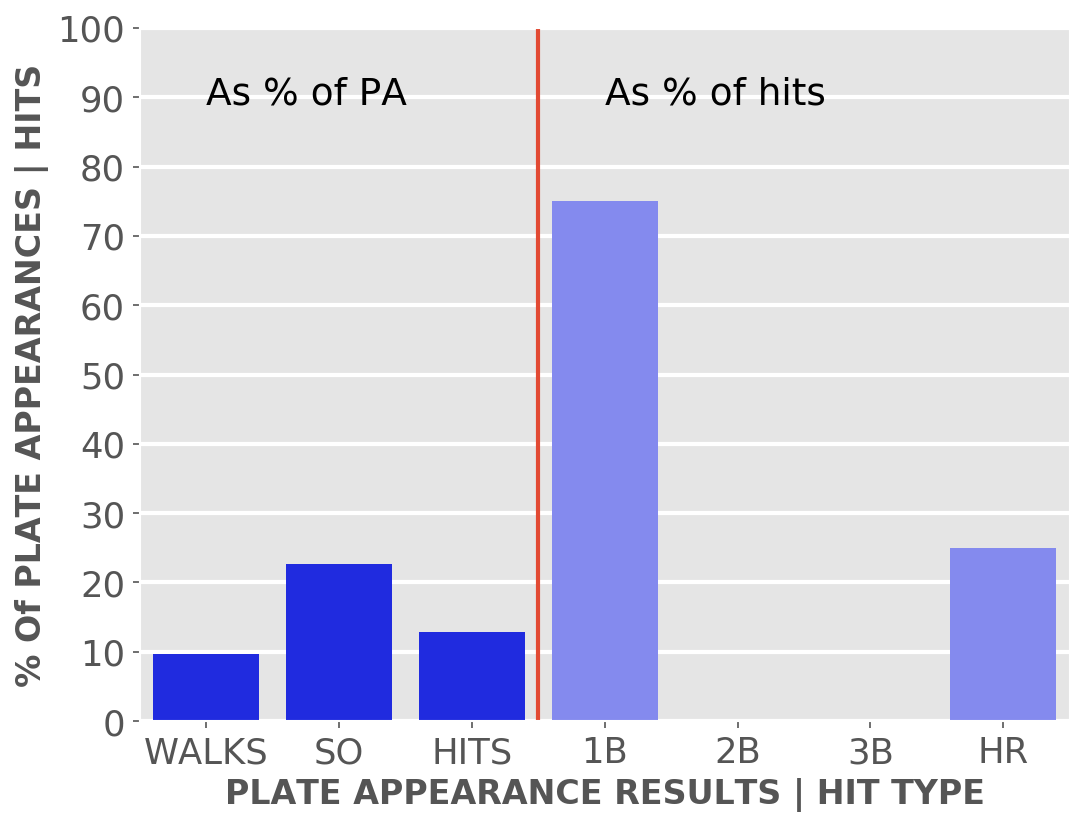 % Of PLATE APPEARANCES | HITS
100
90
80
70
60
50
40
30
20
10
0
As % of PA
As % of hits
WALKS SO HITS 1B 2B 3B HR
PLATE APPEARANCE RESULTS | HIT TYPE